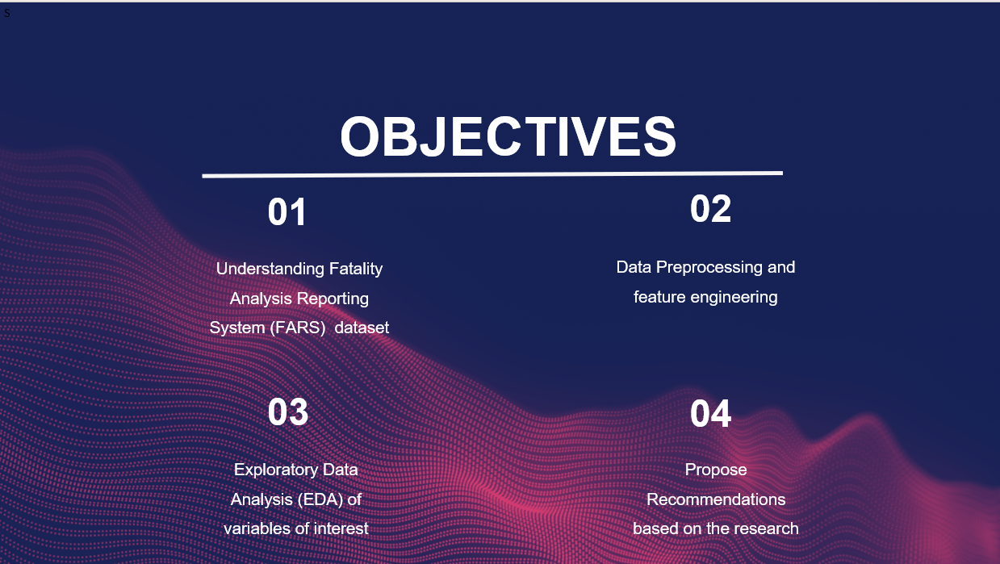 S
OBJECTIVES
01
Understanding Fatality
Analysis Reporting
System (FARS)  dataset
02
Data Preprocessing and
feature engineering
03
Exploratory Data
Analysis (EDA) of
variables of interest
04
Propose
Recommendations
based on the research